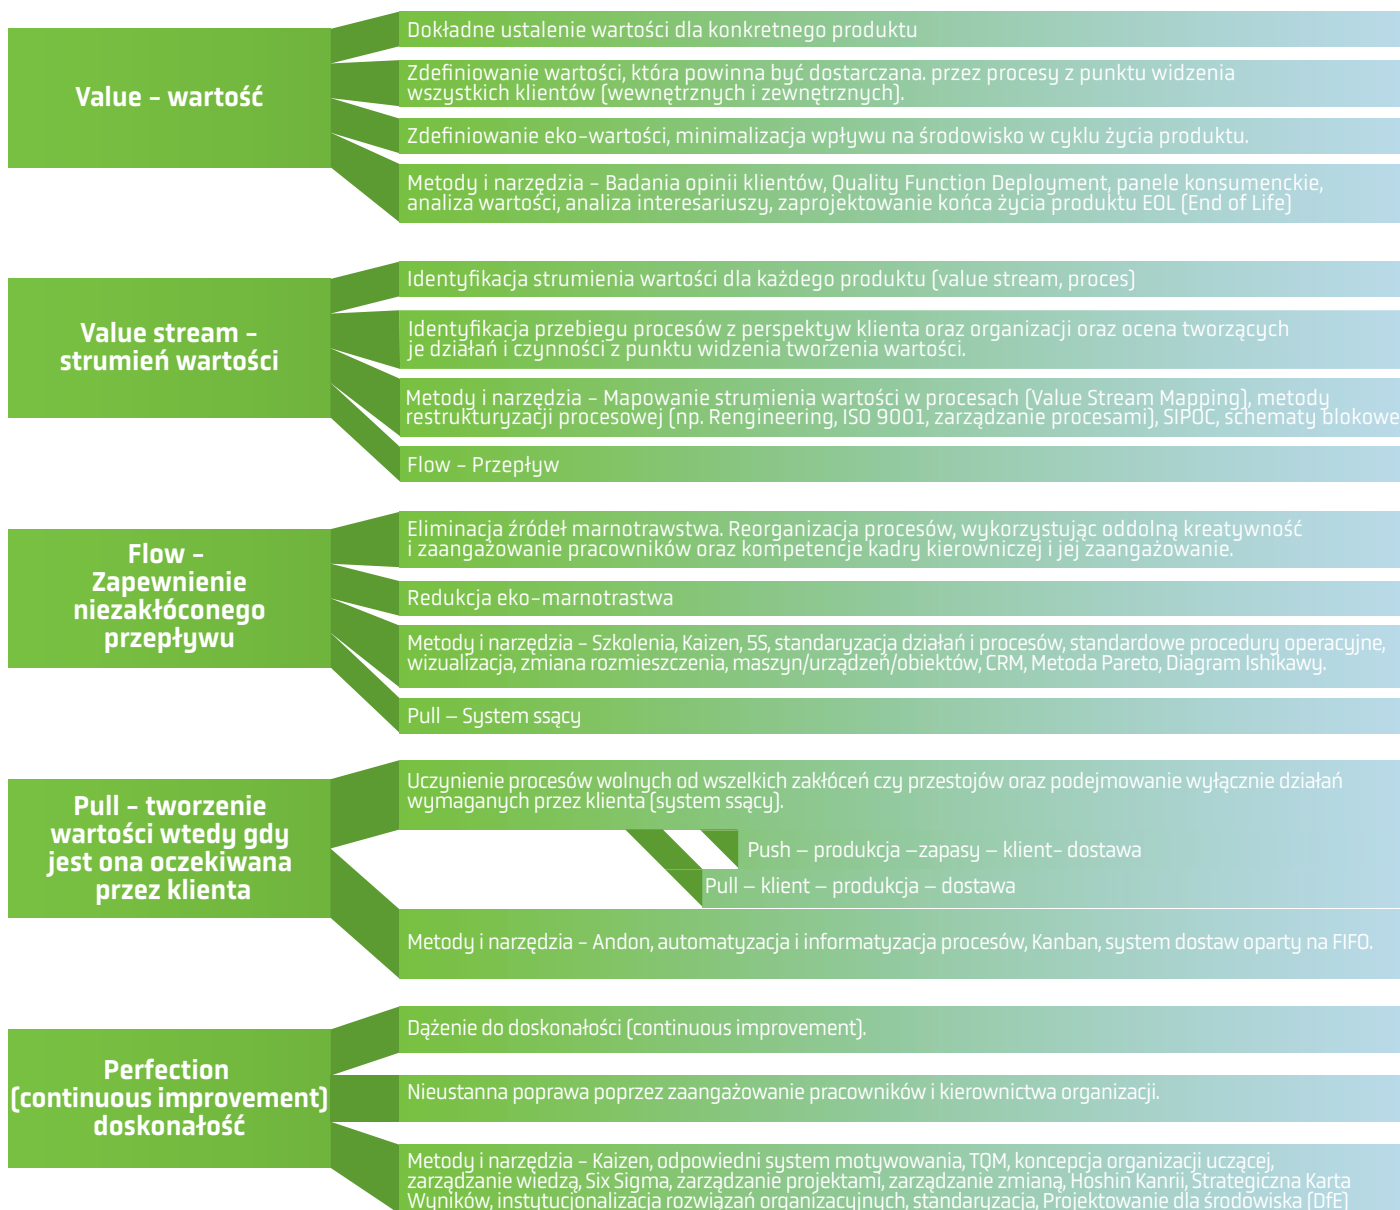 Value – wartość
Dokładne ustalenie wartości dla konkretnego produktu
Zdefiniowanie wartości, która powinna być dostarczana. przez procesy z punktu widzenia
wszystkich klientów (wewnętrznych i zewnętrznych).
Zdefiniowanie eko-wartości, minimalizacja wpływu na środowisko w cyklu życia produktu.
Metody i narzędzia – Badania opinii klientów, Quality Function Deployment, panele konsumenckie,
analiza wartości, analiza interesariuszy, zaprojektowanie końca życia produktu EOL (End of Life)
Value stream –
strumień wartości
Identyfikacja strumienia wartości dla każdego produktu (value stream, proces)
Identyfikacja przebiegu procesów z perspektyw klienta oraz organizacji oraz ocena tworzących
je działań i czynności z punktu widzenia tworzenia wartości.
Metody i narzędzia – Mapowanie strumienia wartości w procesach (Value Stream Mapping), metody
restrukturyzacji procesowej (np. Rengineering, ISO 9001, zarządzanie procesami), SIPOC, schematy blokowe
Flow – Przepływ
Flow –
Zapewnienie
niezakłóconego
przepływu
Eliminacja źródeł marnotrawstwa. Reorganizacja procesów, wykorzystując oddolną kreatywność
i zaangażowanie pracowników oraz kompetencje kadry kierowniczej i jej zaangażowanie.
Redukcja eko-marnotrastwa
Metody i narzędzia – Szkolenia, Kaizen, 5S, standaryzacja działań i procesów, standardowe procedury operacyjne,
wizualizacja, zmiana rozmieszczenia, maszyn/urządzeń/obiektów, CRM, Metoda Pareto, Diagram Ishikawy.
Pull – System ssący
Pull – tworzenie
wartości wtedy gdy
jest ona oczekiwana
przez klienta
Uczynienie procesów wolnych od wszelkich zakłóceń czy przestojów oraz podejmowanie wyłącznie działań
wymaganych przez klienta (system ssący).
Push – produkcja –zapasy – klient- dostawa
Pull – klient – produkcja – dostawa
Metody i narzędzia – Andon, automatyzacja i informatyzacja procesów, Kanban, system dostaw oparty na FIFO.
Perfection
(continuous improvement)
doskonałość
Dążenie do doskonałości (continuous improvement).
Nieustanna poprawa poprzez zaangażowanie pracowników i kierownictwa organizacji.
Metody i narzędzia – Kaizen, odpowiedni system motywowania, TQM, koncepcja organizacji uczącej,
zarządzanie wiedzą, Six Sigma, zarządzanie projektami, zarządzanie zmianą, Hoshin Kanrii, Strategiczna Karta
Wyników, instytucjonalizacja rozwiązań organizacyjnych, standaryzacja, Projektowanie dla środowiska (DfE)